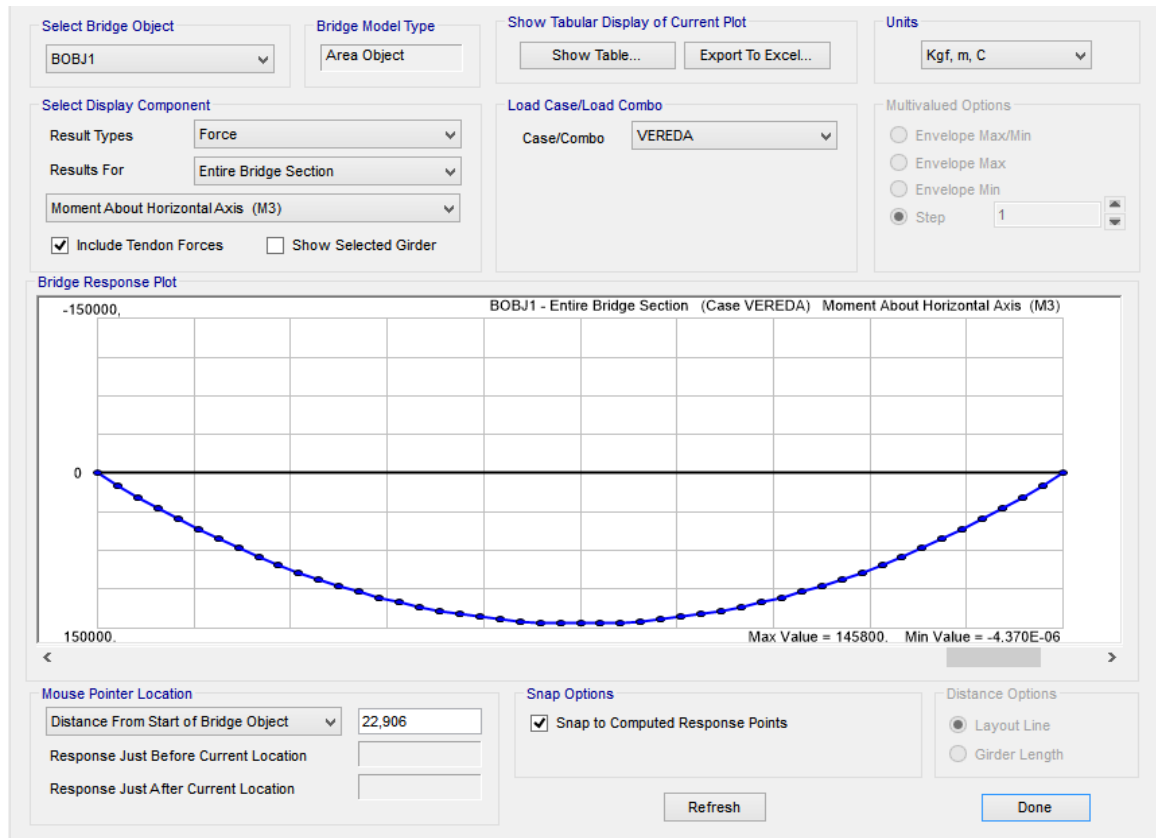 Select Bridge Object
BOBJ1
Bridge Model Type
Area Object
Show Tabular Display of Current Plot
Show Table...
Export To Excel...
Units
Kgf, m, C
Select Display Component
Result Types
Force
Results For
Entire Bridge Section
Moment About Horizontal Axis (M3)
Include Tendon Forces
Show Selected Girder
Load Case/Load Combo
Case/Combo
VEREDA
Multivalued Options
Envelope Max/Min
Envelope Max
Envelope Min
Step
1
Bridge Response Plot
-150000,
BOBJ1 - Entire Bridge Section (Case VEREDA) Moment About Horizontal Axis (M3)
0
150000.
Max Value = 145800. Min Value = -4.370E-06
Mouse Pointer Location
Distance From Start of Bridge Object
22,906
Response Just Before Current Location
Response Just After Current Location
Snap Options
Snap to Computed Response Points
Distance Options
Layout Line
Girder Length
Refresh
Done